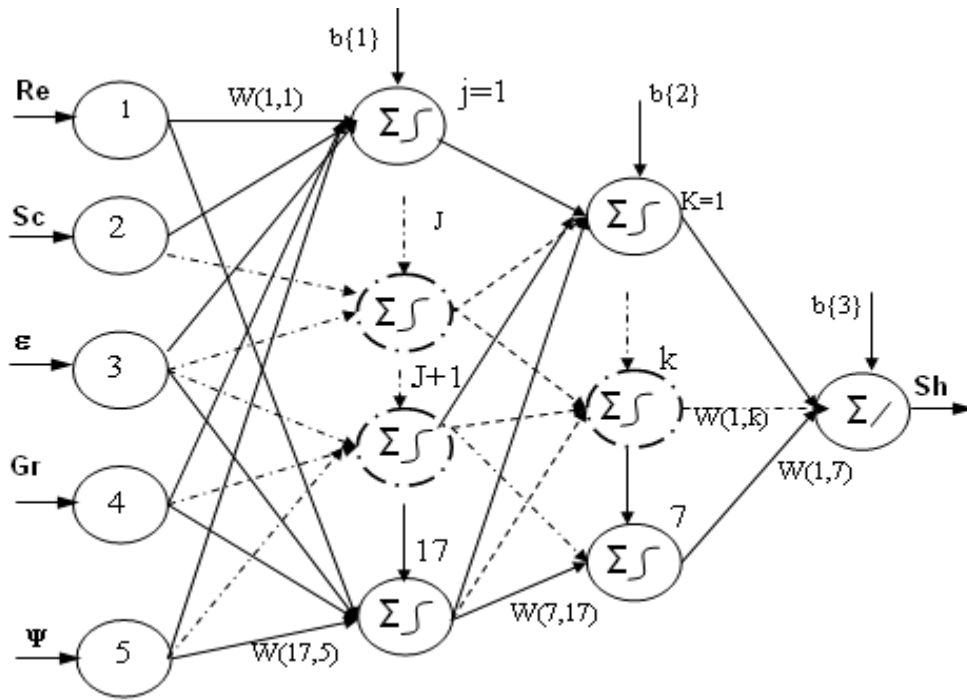 b{1}
Re
1
W(1,1)
Σ
j=1
b{2}
Sc
2
J
Σ
K=1
Σ
b{3}
ε
3
J+1
k
Sh
Σ
Σ
W(1,k)
Σ
Gr
4
W(1,7)
17
7
Σ
Σ
W(7,17)
Ψ
5
W(17,5)